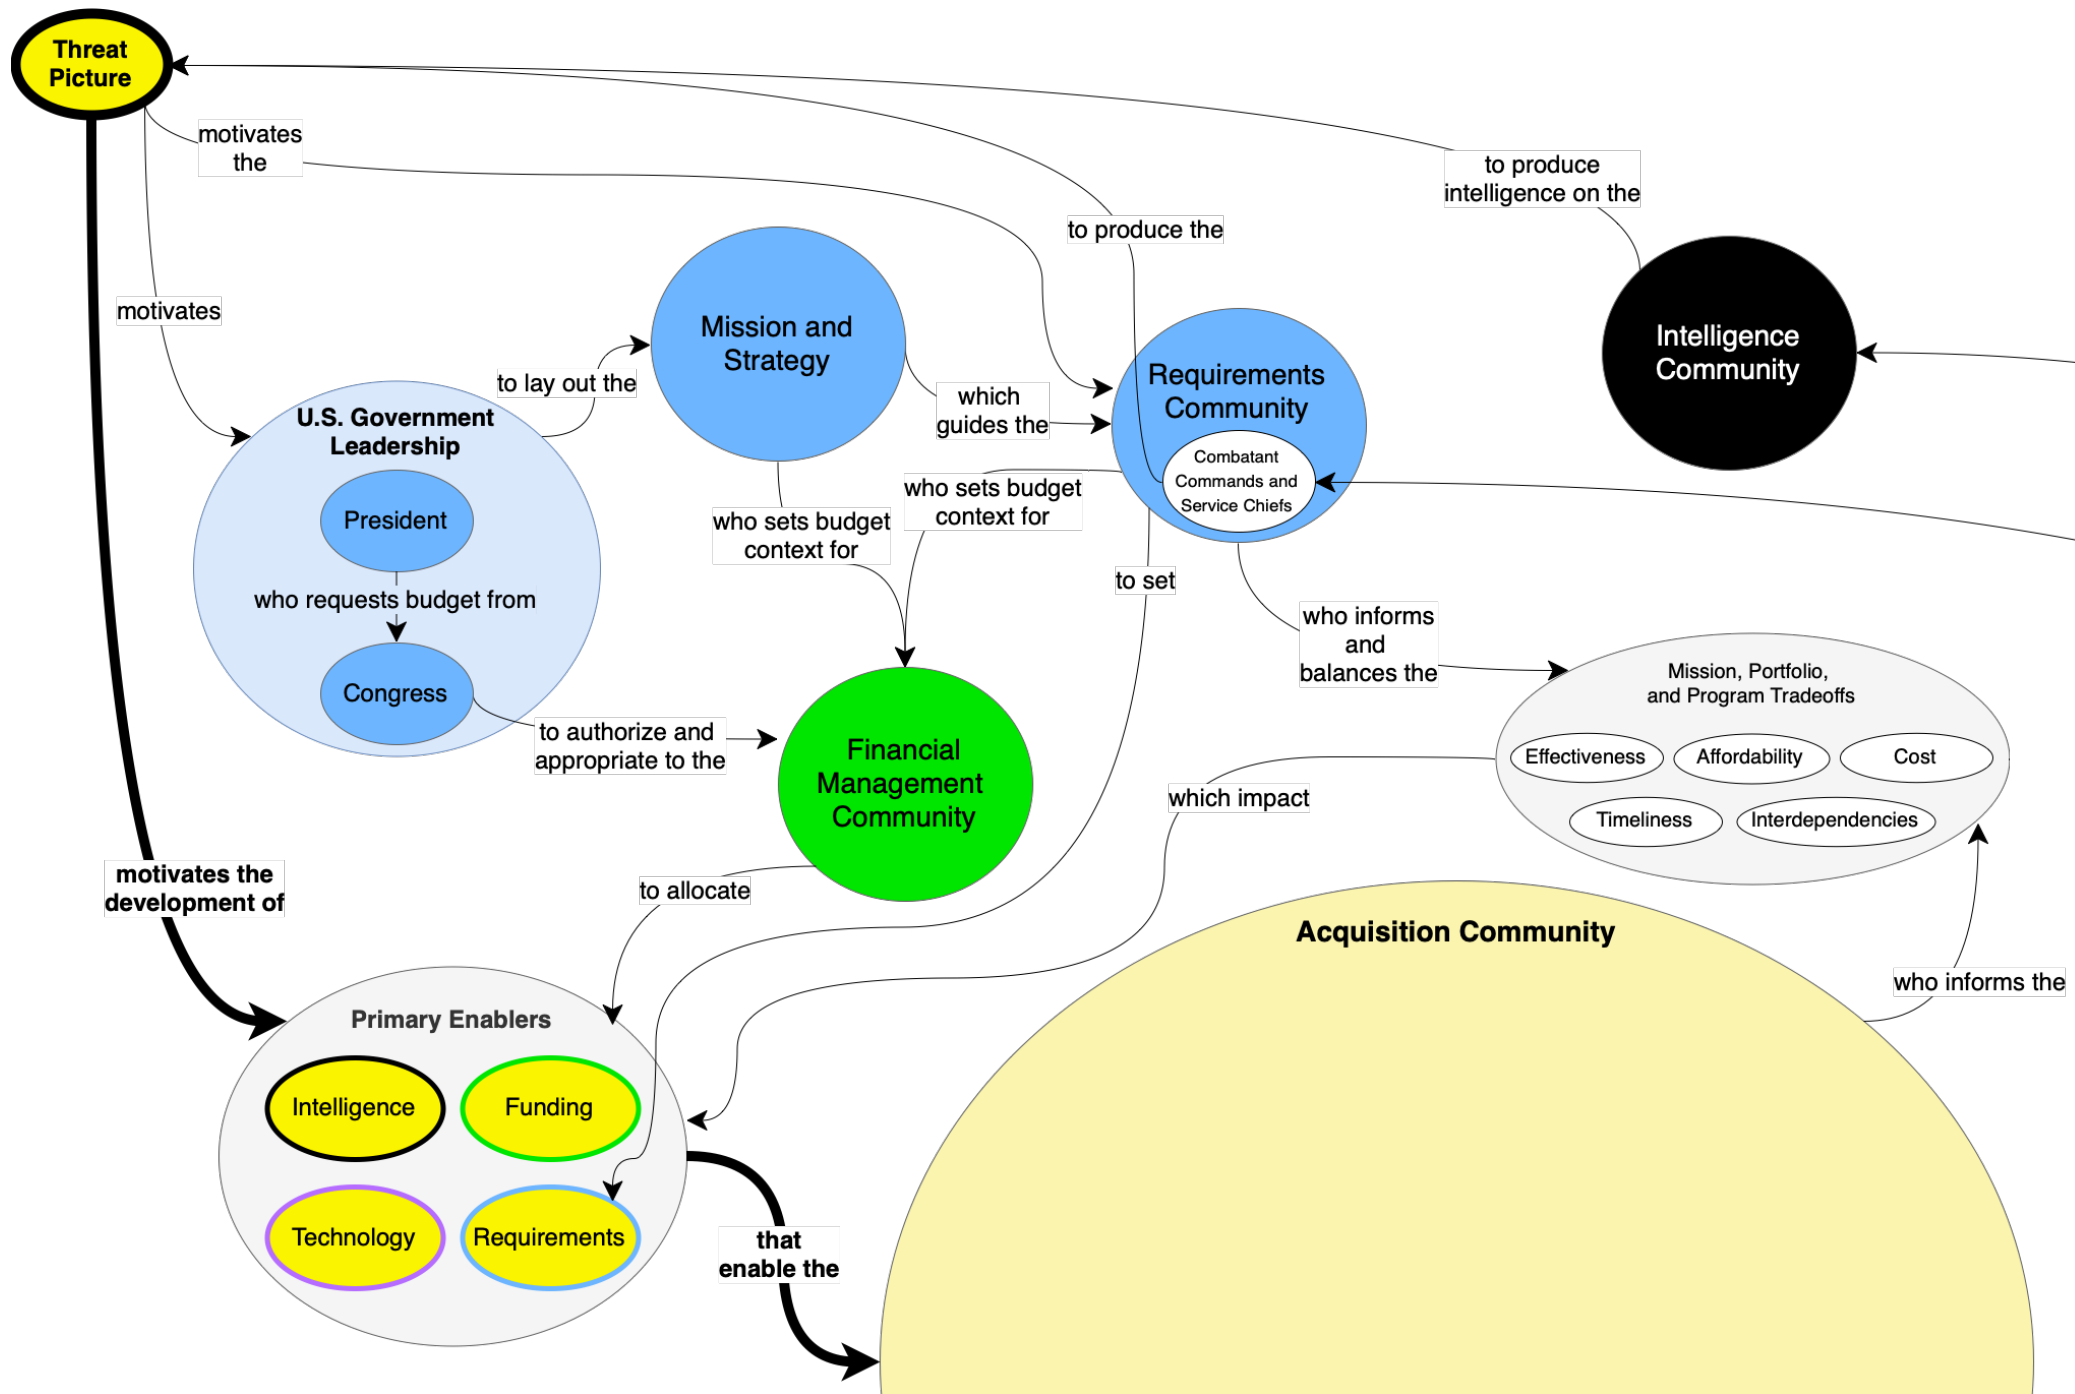 Threat
Picture
motivates
the
to produce
intelligence on the
to produce the
motivates
Mission and
Strategy
Intelligence
Community
to lay out the
which
guides the
Requirements
Community
Combatant
Commands and
Service Chiefs
U.S. Government
Leadership
President
who requests budget from
Congress
who sets budget
context for
who sets budget
context for
to set
who informs
and
balances the
to authorize and
appropriate to the
Financial
Management
Community
Mission, Portfolio,
and Program Tradeoffs
Effectiveness
Affordability
Cost
Timeliness
Interdependencies
which impact
motivates the
development of
to allocate
Acquisition Community
who informs the
Primary Enablers
Intelligence
Funding
Technology
Requirements
that
enable the